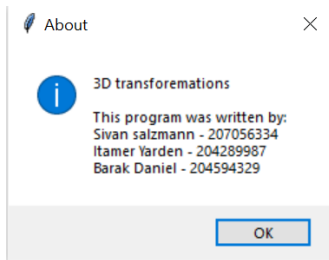 About
3D transforemations
This program was written by:
Sivan salzmann - 207056334
Itamer Yarden - 204289987
Barak Daniel - 204594329
OK